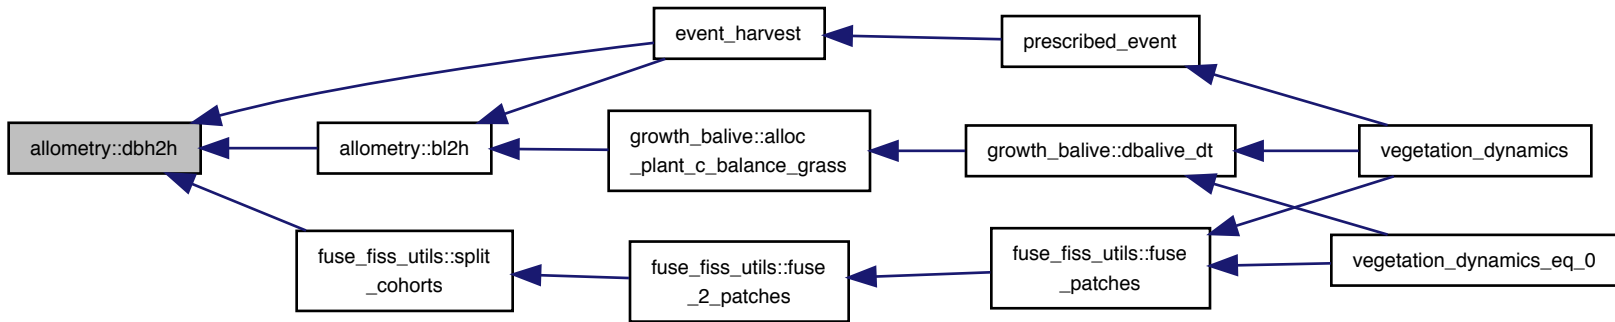 allometry::dbh2h
event_harvest
allometry::bl2h
fuse_fiss_utils::split
_cohorts
growth_balive::alloc
_plant_c_balance_grass
fuse_fiss_utils::fuse
_2_patches
prescribed_event
growth_balive::dbalive_dt
fuse_fiss_utils::fuse
_patches
vegetation_dynamics
vegetation_dynamics_eq_0